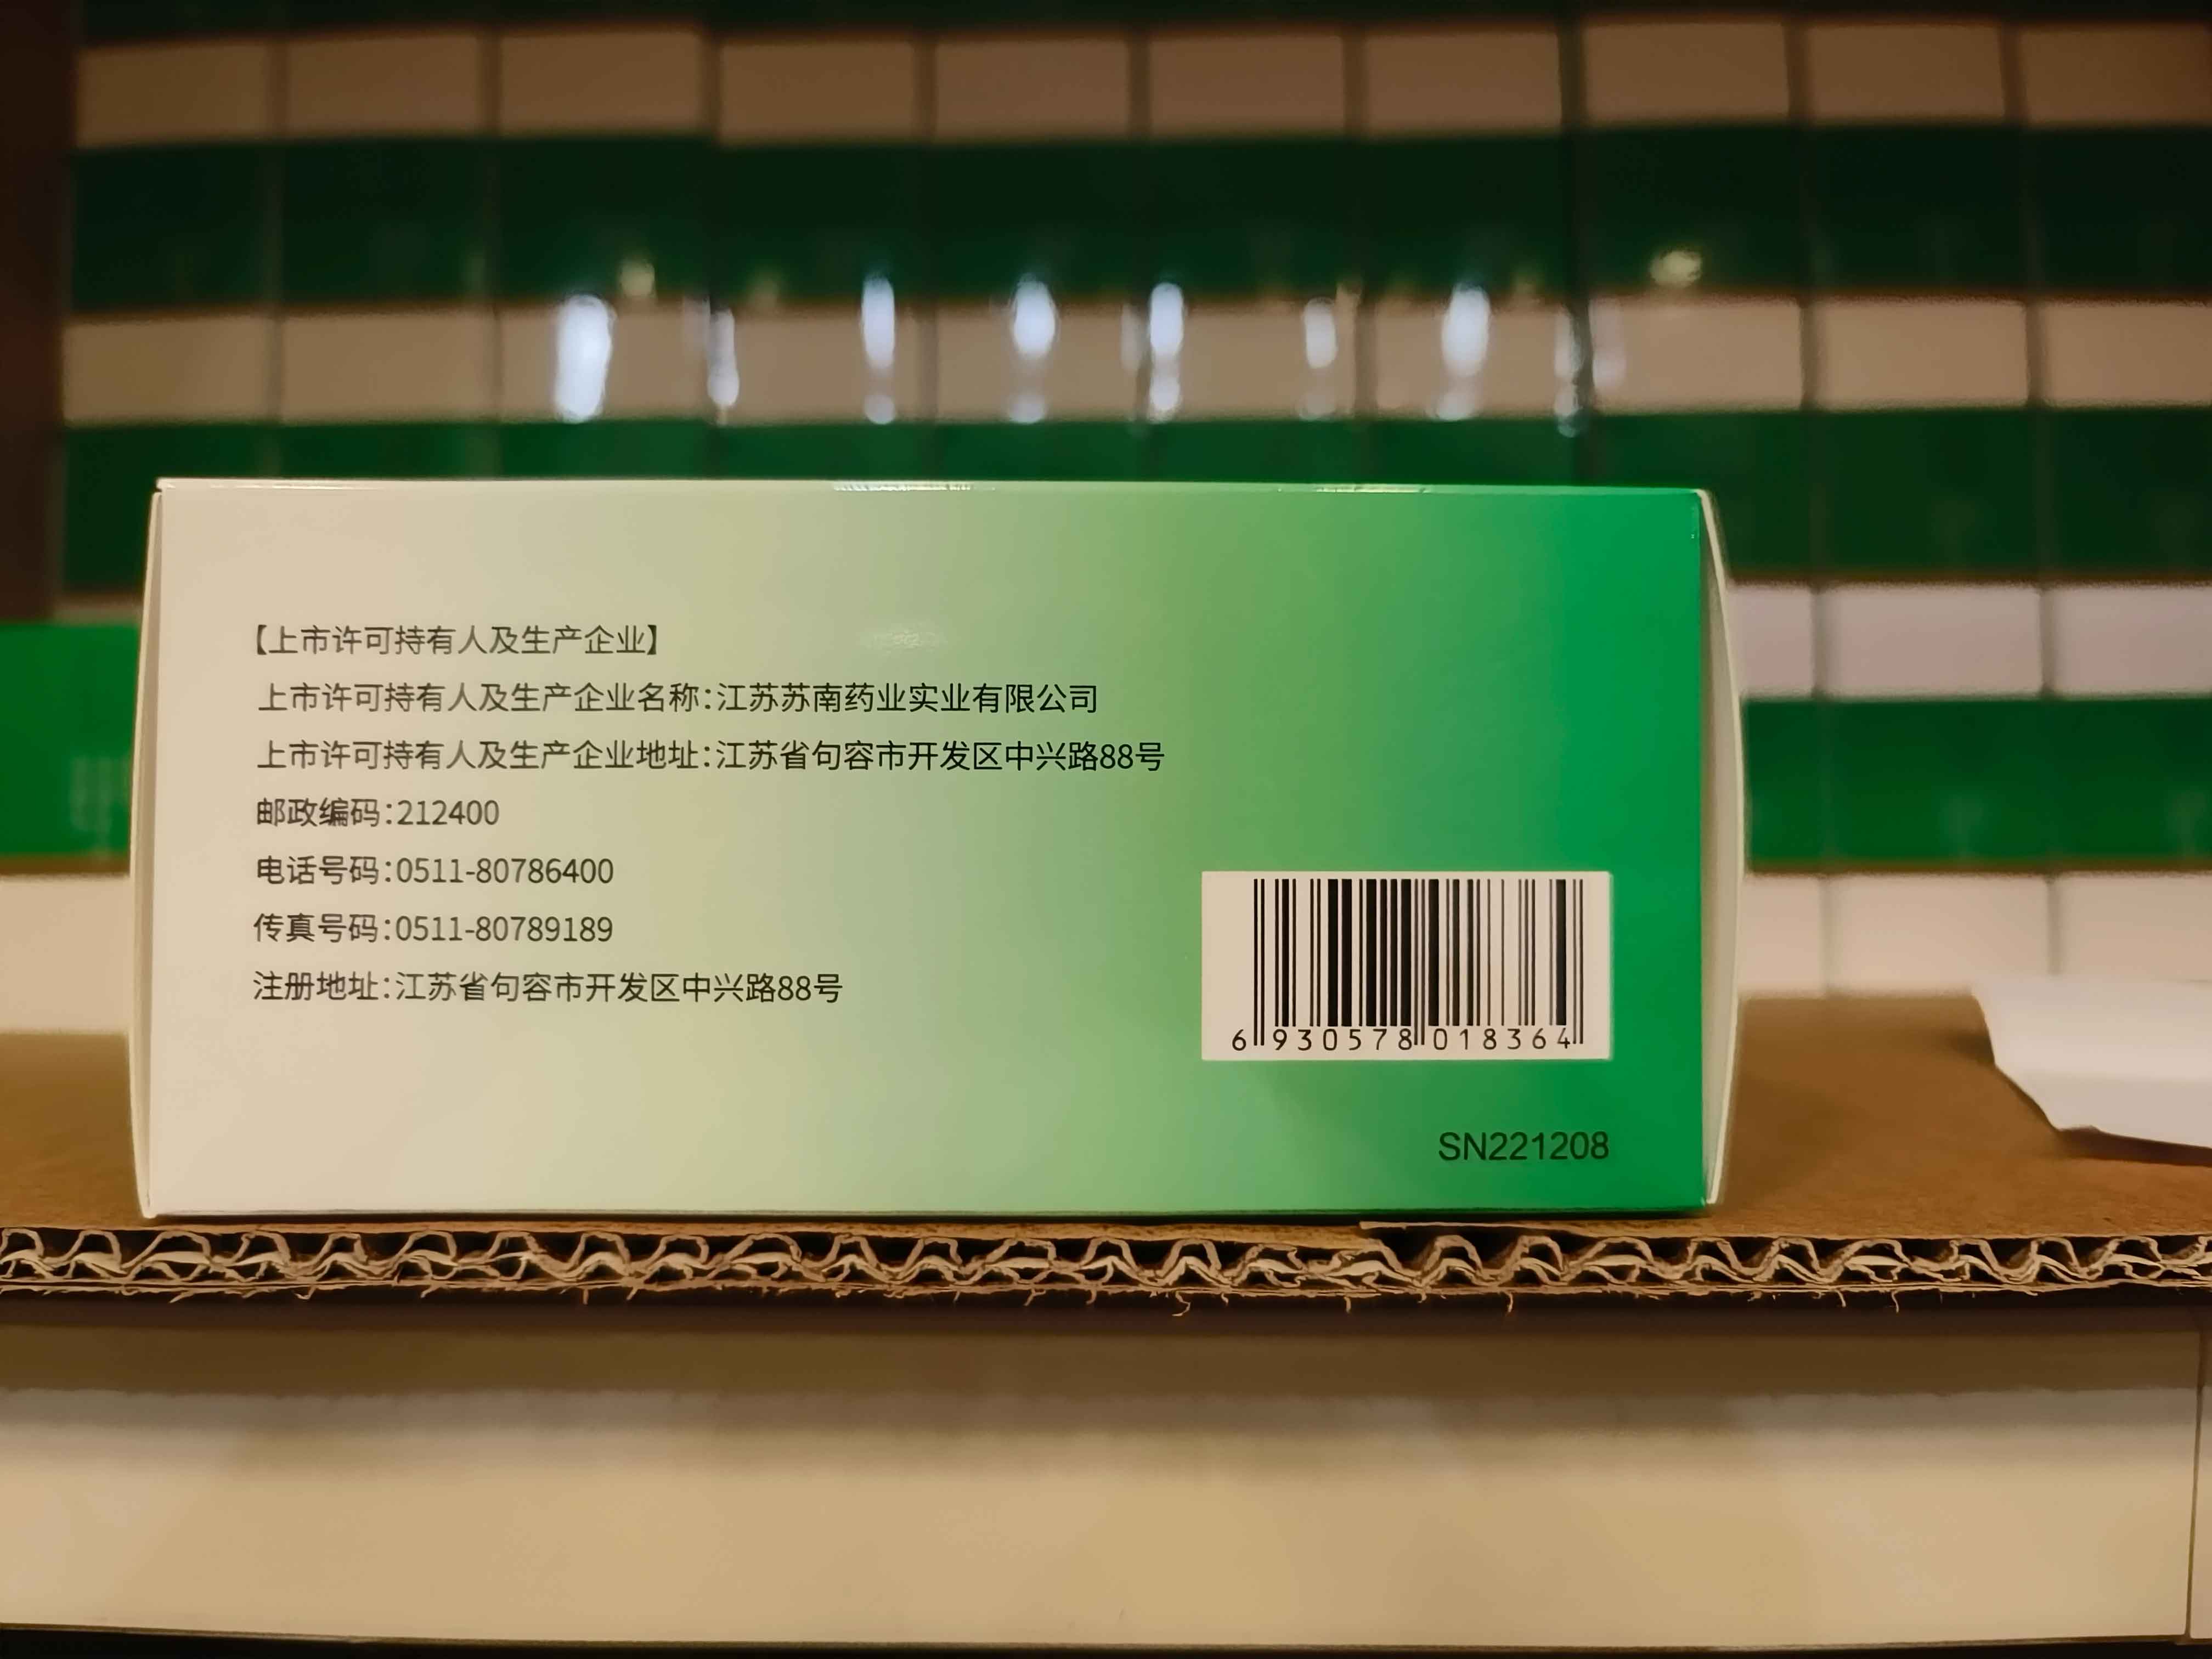 【上市许可持有人及生产企业】
上市许可持有人及生产企业名称:江苏苏南药业实业有限公司
上市许可持有人及生产企业地址:江苏省句容市开发区中兴路88号
邮政编码:212400
电话号码:0511-80786400
传真号码:0511-80789189
注册地址:江苏省句容市开发区中兴路88号
6 930578 018364
SN221208